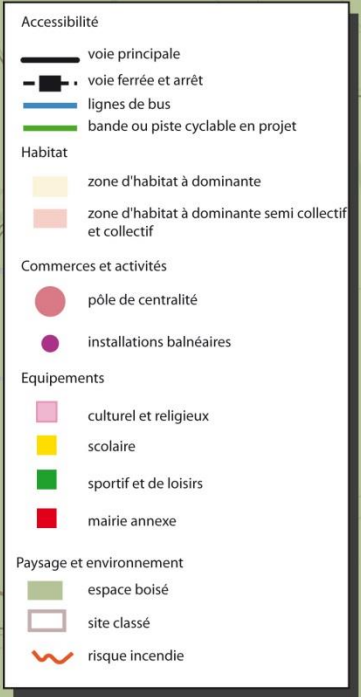 Accessibilité
voie principale
voie ferrée et arrêt
lignes de bus
bande ou piste cyclable en projet
Habitat
zone d'habitat à dominante
zone d'habitat à dominante semi collectif
et collectif
Commerces et activités
pôle de centralité
installations balnéaires
Equipements
culturel et religieux
scolaire
sportif et de loisirs
mairie annexe
Paysage et environnement
espace boisé
site classé
risque incendie